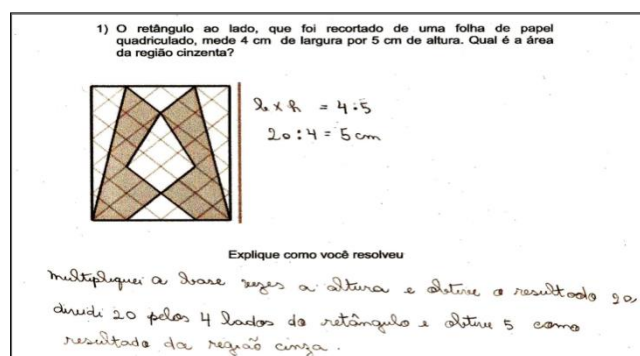 1) O retângulo ao lado, que foi recortado de uma folha de papel
quadriculado, mede 4 cm de largura por 5 cm de altura. Qual é a área
da região cinzenta?
b x h = 4.5
20 : 4 = 5 cm
Explique como você resolveu
multipliquei a base vezes a altura e obtive o resultado 20
dividi 20 pelos 4 lados do retângulo e obtive 5 como
resultado da região cinza.